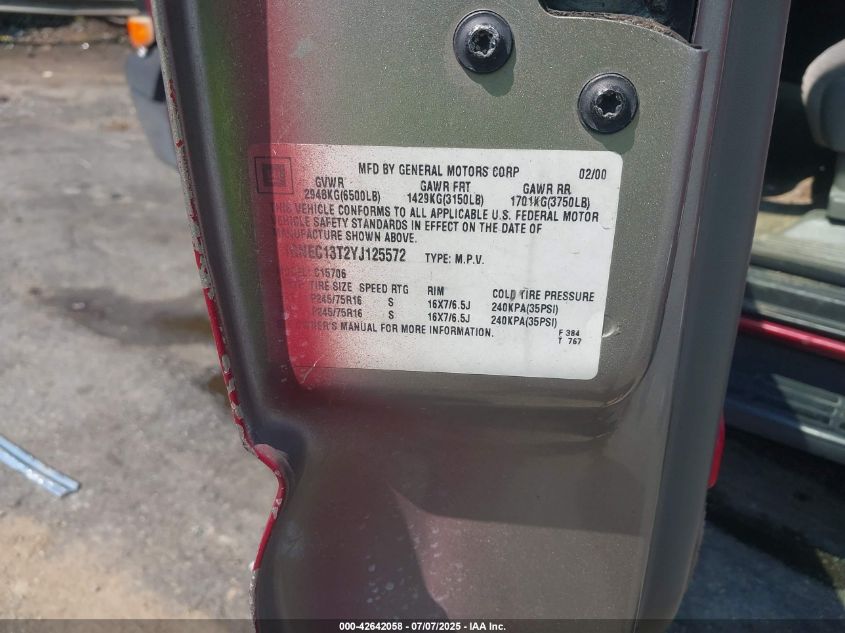 MFD BY GENERAL MOTORS CORP 02/00
GVWR GAWR FRT GAWR RR
2948KG(6500LB) 1429KG(3150LB) 1701KG(3750LB)
THIS VEHICLE CONFORMS TO ALL APPLICABLE U.S. FEDERAL MOTOR
VEHICLE SAFETY STANDARDS IN EFFECT ON THE DATE OF
MANUFACTURE SHOWN ABOVE.
1GNEC13T2YJ125572 TYPE: M.P.V.
C15706
TIRE SIZE SPEED RTG RIM COLD TIRE PRESSURE
P245/75R16 S 16X7/6.5J 240KPA(35PSI)
P245/75R16 S 16X7/6.5J 240KPA(35PSI)
OWNER'S MANUAL FOR MORE INFORMATION.
F 384
T 767
000-42642058 - 07/07/2025 - IAA Inc.